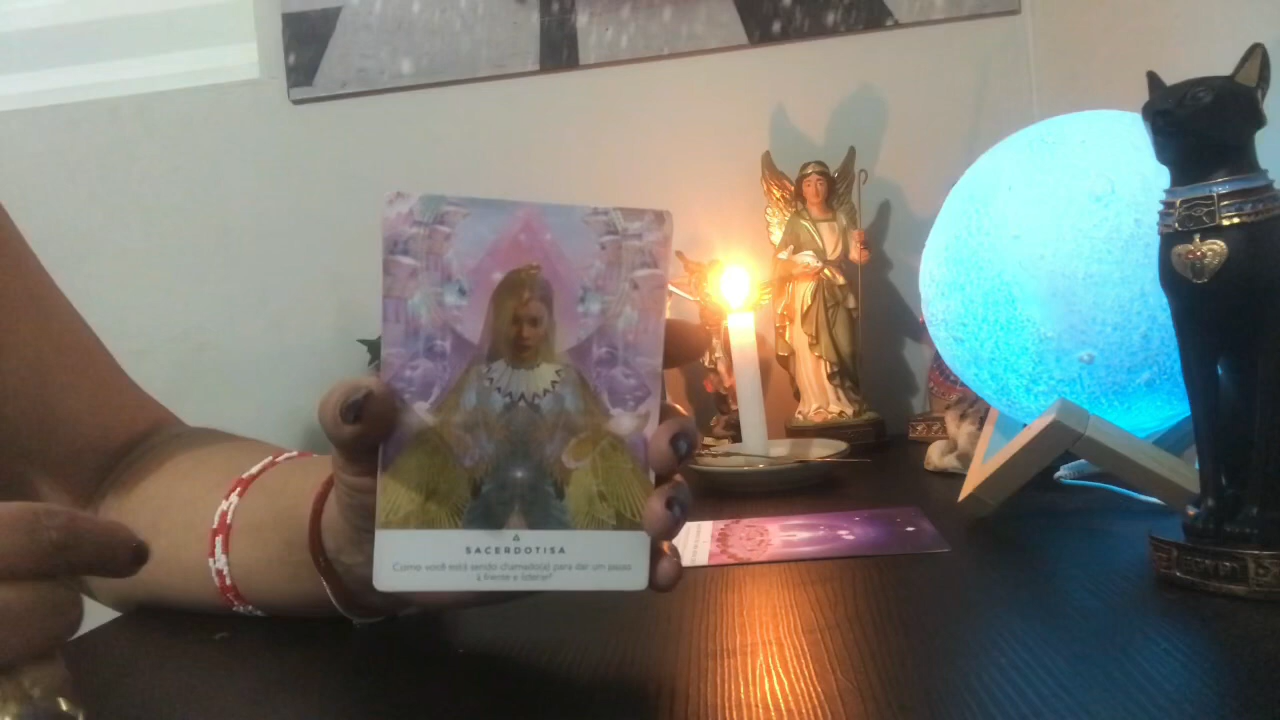 SACERDOTISA
Como você está sendo chamado(a) para dar um passo
à frente e liderar?